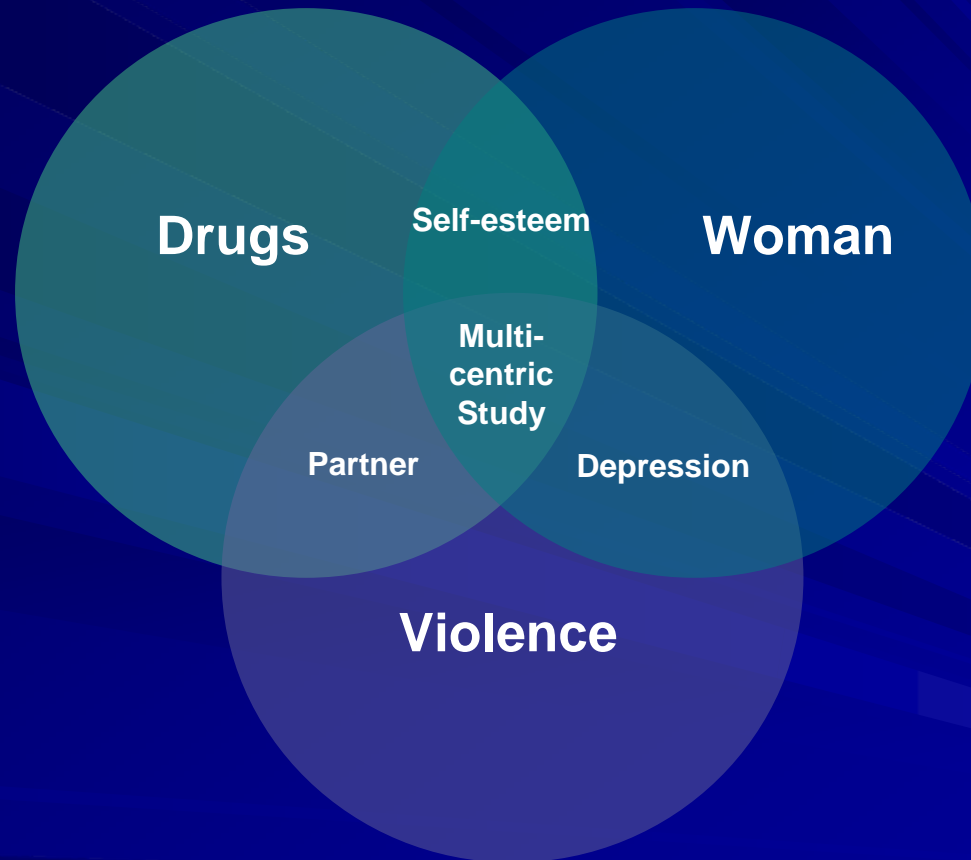 Drugs
Self-esteem
Woman
Multi-
centric
Study
Partner
Depression
Violence